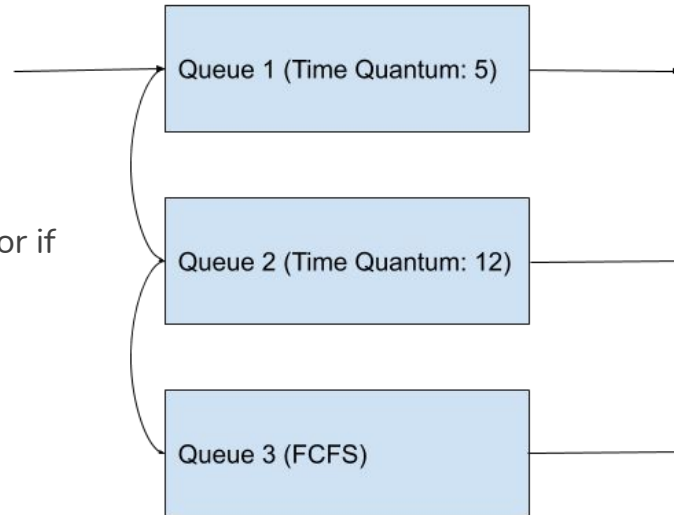 Queue 1 (Time Quantum: 5)
or if
Queue 2 (Time Quantum: 12)
Queue 3 (FCFS)